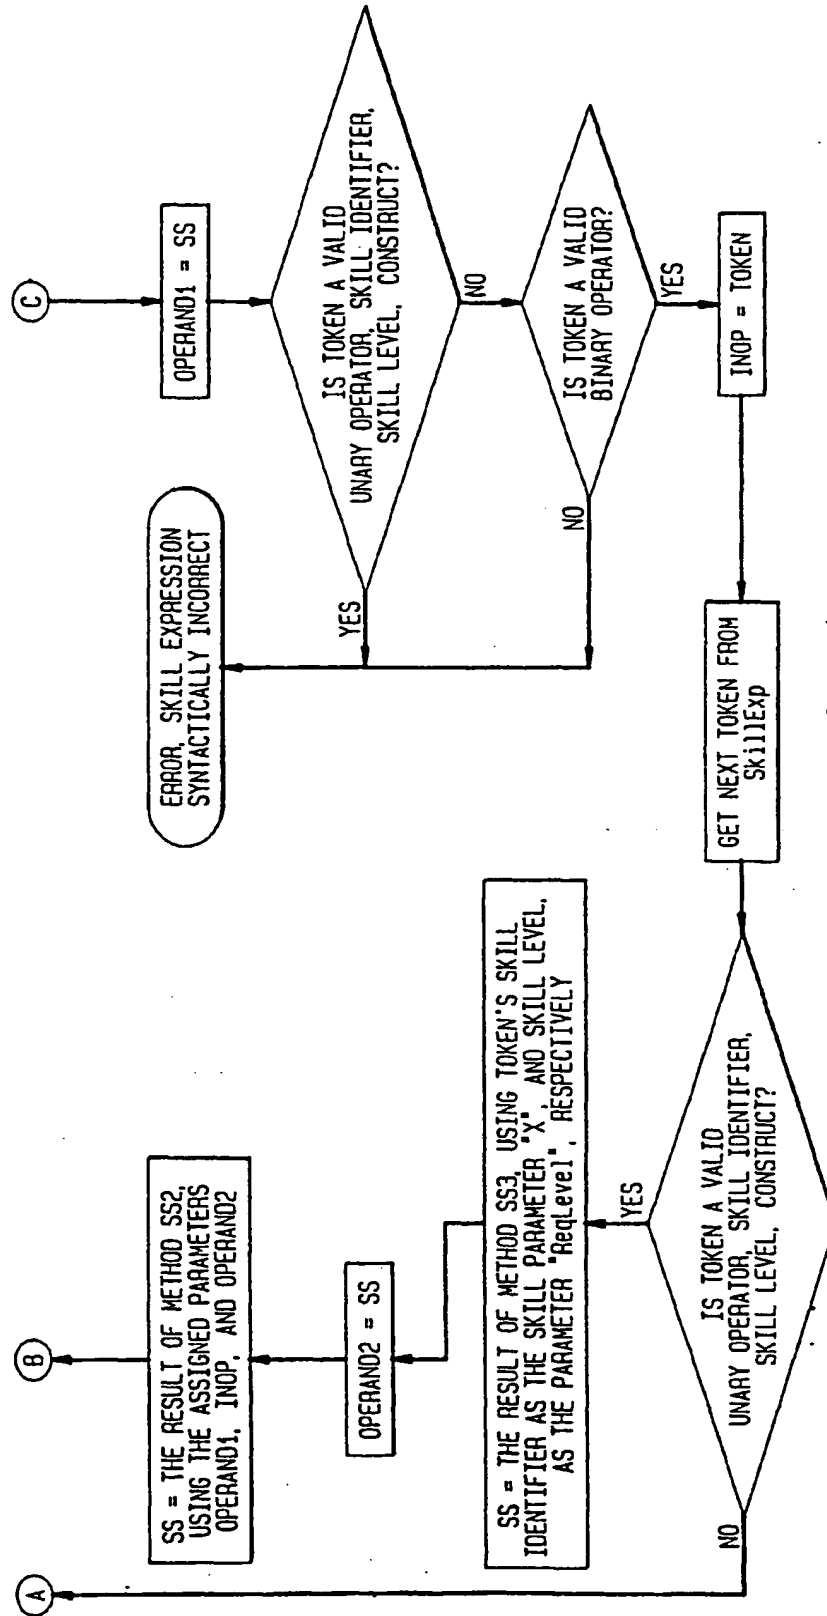 C
OPERAND1 = SS
IS TOKEN A VALID
UNARY OPERATOR, SKILL IDENTIFIER,
SKILL LEVEL, CONSTRUCT?
YES
NO
ERROR, SKILL EXPRESSION
SYNTACTICALLY INCORRECT
IS TOKEN A VALID
BINARY OPERATOR?
NO
YES
INOP = TOKEN
GET NEXT TOKEN FROM
SkillExp
IS TOKEN A VALID
UNARY OPERATOR, SKILL IDENTIFIER,
SKILL LEVEL, CONSTRUCT?
YES
NO
SS = THE RESULT OF METHOD SS3, USING TOKEN'S SKILL
IDENTIFIER AS THE SKILL PARAMETER "X", AND SKILL LEVEL,
AS THE PARAMETER "ReqLevel", RESPECTIVELY
OPERAND2 = SS
SS = THE RESULT OF METHOD SS2,
USING THE ASSIGNED PARAMETERS
OPERAND1, INOP, AND OPERAND2
B
A